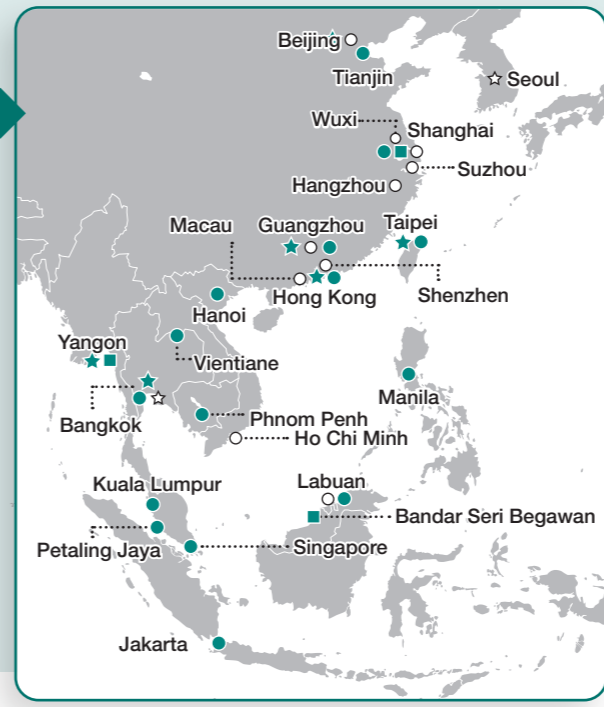 Beijing
Tianjin
Seoul
Wuxi
Shanghai
Suzhou
Hangzhou
Macau
Guangzhou
Taipei
Hong Kong
Shenzhen
Hanoi
Yangon
Vientiane
Manila
Bangkok
Phnom Penh
Ho Chi Minh
Kuala Lumpur
Labuan
Bandar Seri Begawan
Petaling Jaya
Singapore
Jakarta